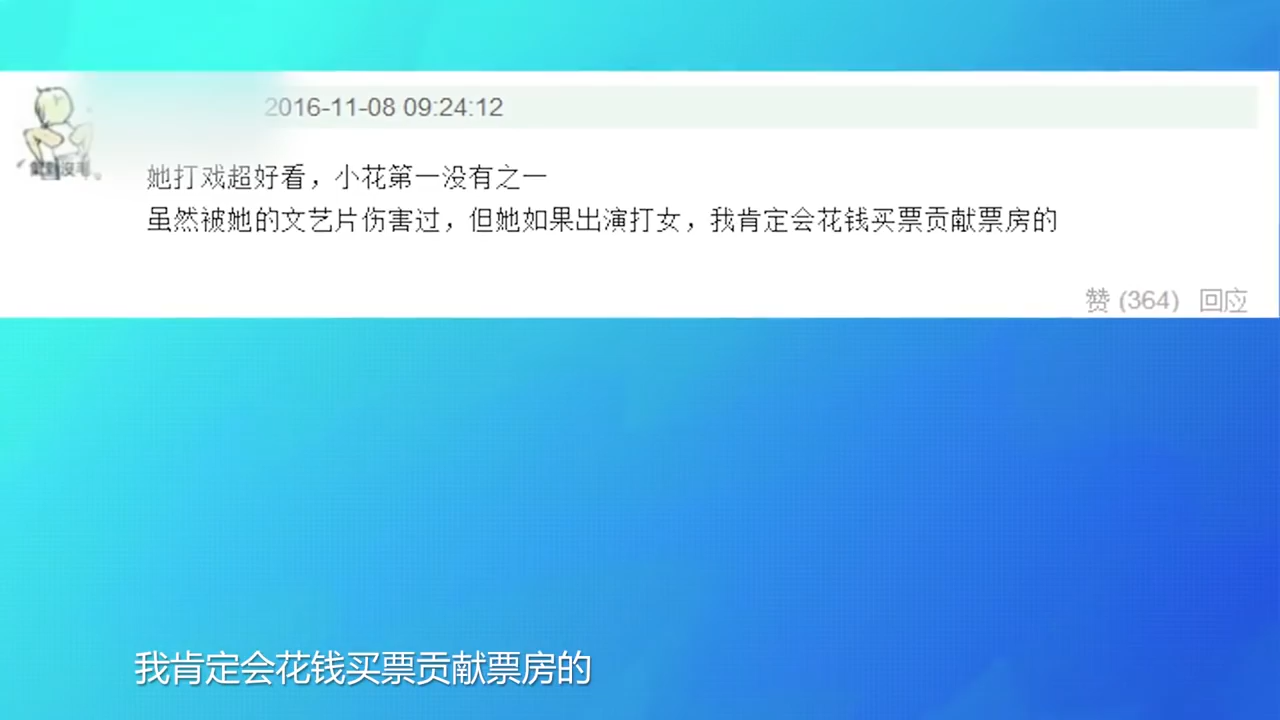 2016-11-08 09:24:12
她打戏超好看，小花第一没有之一
虽然被她的文艺片伤害过，但她如果出演打女，我肯定会花钱买票贡献票房的
赞 (364) 回应
我肯定会花钱买票贡献票房的